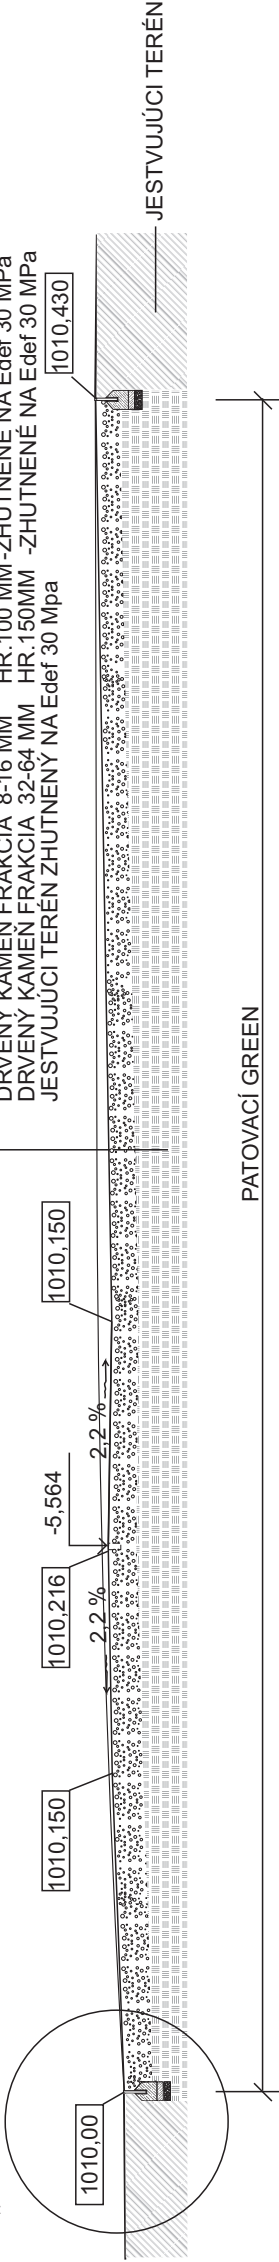 DRVENÝ KAMEŇ FRAKCIA 8-16 MM HR.100 MM -ZHUTNENÉ NA Edef 30 MPa
DRVENÝ KAMEŇ FRAKCIA 32-64 MM HR.150MM -ZHUTNENÉ NA Edef 30 MPa
JESTVUJÚCI TERÉN ZHUTNENÝ NA Edef 30 Mpa
1010,00
1010,150
1010,216
-5,564
1010,150
1010,430
2,2 %
2,2 %
JESTVUJÚCI TERÉN
PATOVACÍ GREEN